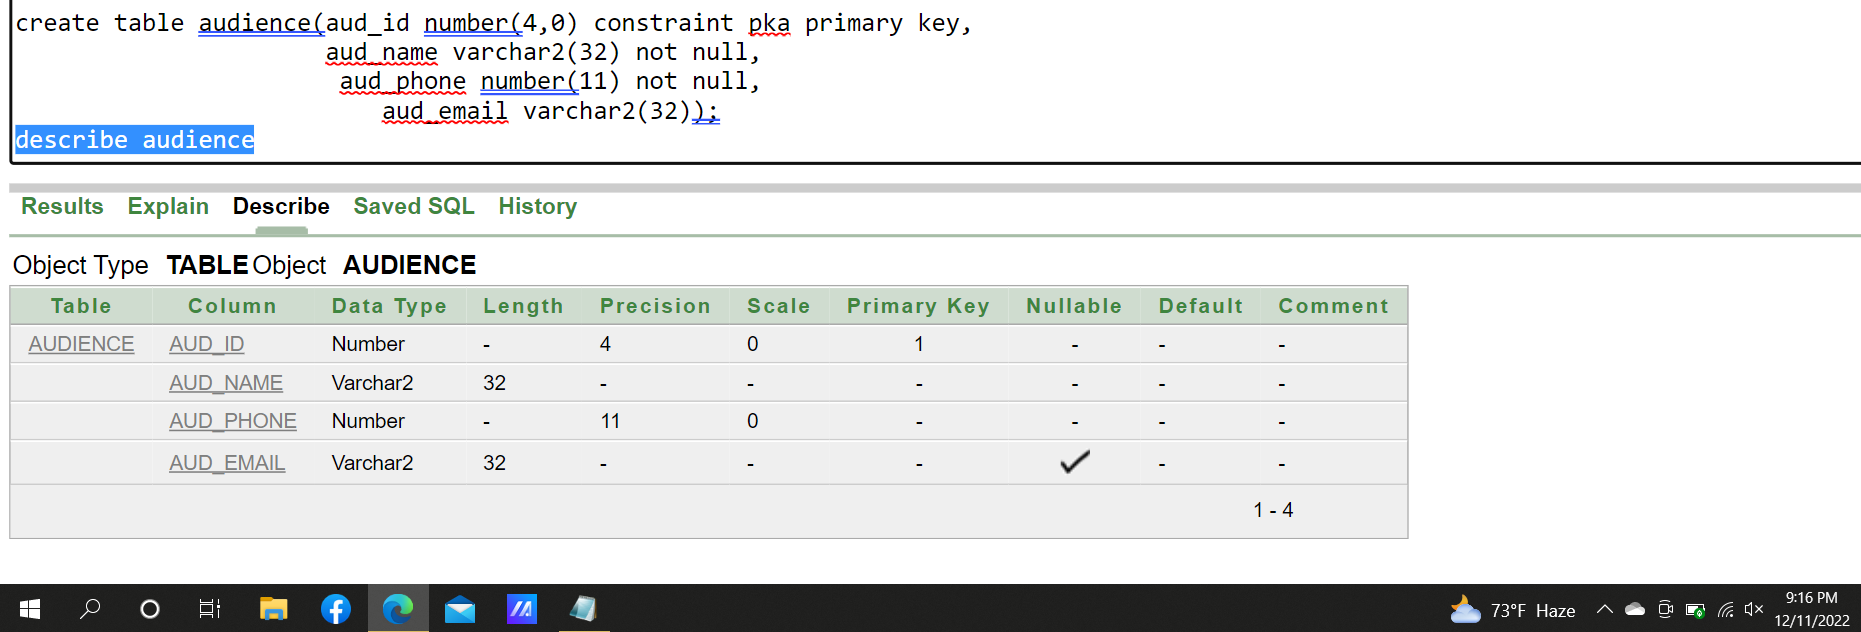 create table audience(aud_id number(4,0) constraint pka primary key,
aud_name varchar2(32) not null,
aud_phone number(11) not null,
aud_email varchar2(32));
describe audience
Results Explain Describe Saved SQL History
Object Type TABLE Object AUDIENCE
Table Column Data Type Length Precision Scale Primary Key Nullable Default Comment
AUDIENCE AUD_ID Number - 4 0 1 - - -
AUD_NAME Varchar2 32 - - - - - -
AUD_PHONE Number - 11 0 - - - -
AUD_EMAIL Varchar2 32 - - - ✓ - -
1 - 4
73°F Haze
9:16 PM
12/11/2022